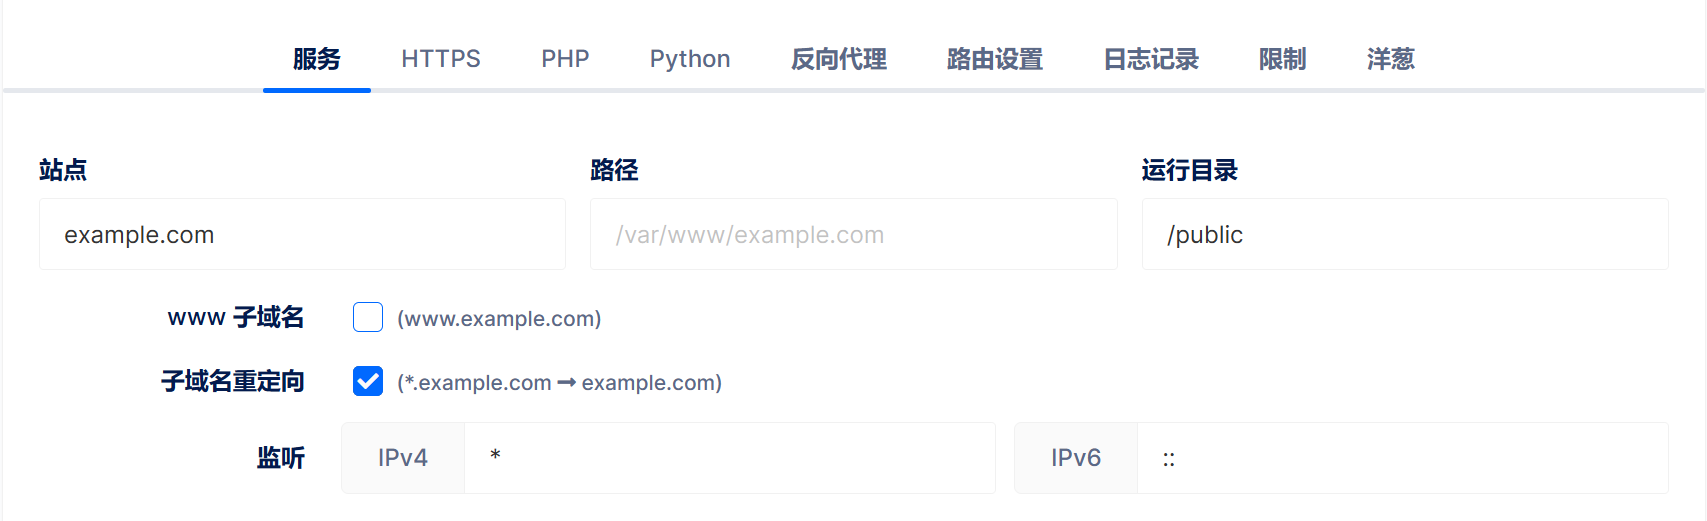 服务 HTTPS PHP Python 反向代理 路由设置 日志记录 限制 洋葱
站点 路径 运行目录
example.com /var/www/example.com /public
www 子域名 (www.example.com)
子域名重定向 (*.example.com ➞ example.com)
监听 IPv4 * IPv6 ::